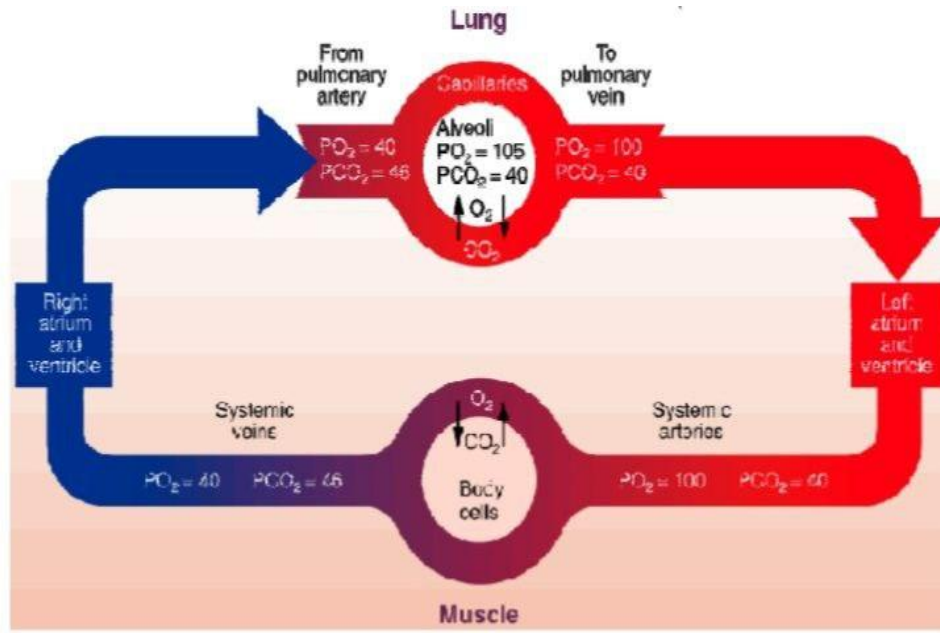 Lung
From
pulmonary
artery
To
pulmonary
vein
Capillaries
Alveoli
PO₂ = 105
PCO₂ = 40
O₂
CO₂
PO₂ = 40
PCO₂ = 46
PO₂ = 100
PCO₂ = 40
Right
atrium
and
ventricle
Left
atrium
and
ventricle
Systemic
veins
Systemic
arteries
O₂
CO₂
Body
cells
PO₂ = 40 PCO₂ = 46
PO₂ = 100 PCO₂ = 40
Muscle